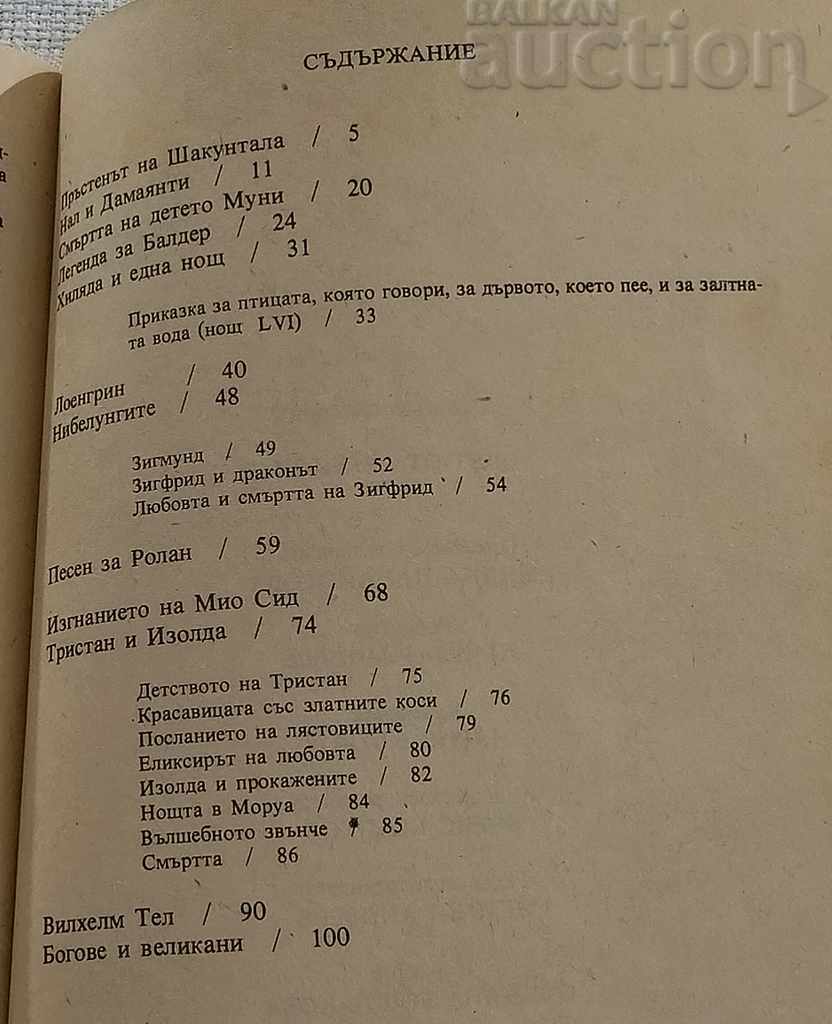 BALKAN
auction
СЪДЪРЖАНИЕ
Пръстенът на Шакунтала / 5
Нал и Дамаянти / 11
Смъртта на детето Муни / 20
Легенда за Балдер / 24
Хиляда и една нощ / 31
Приказка за птицата, която говори, за дървото, което пее, и за залтна-
та вода (нощ LVI) / 33
Лоенгрин / 40
Нибелунгите / 48
Зигмунд / 49
Зигфрид и драконът / 52
Любовта и смъртта на Зигфрид / 54
Песен за Ролан / 59
Изгнанието на Мио Сид / 68
Тристан и Изолда / 74
Детството на Тристан / 75
Красавицата със златните коси / 76
Посланието на лястовиците / 79
Еликсирът на любовта / 80
Изолда и прокажените / 82
Нощта в Моруа / 84
Вълшебното звънче / 85
Смъртта / 86
Вилхелм Тел / 90
Богове и великани / 100